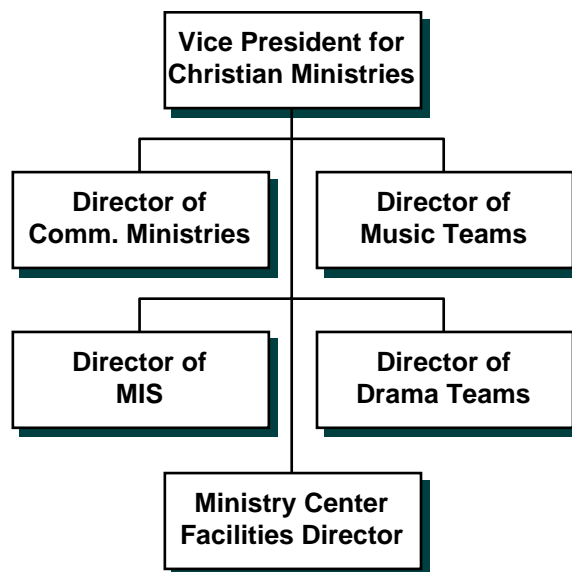 Vice President for
Christian Ministries
Director of
Comm. Ministries
Director of
Music Teams
Director of
MIS
Director of
Drama Teams
Ministry Center
Facilities Director